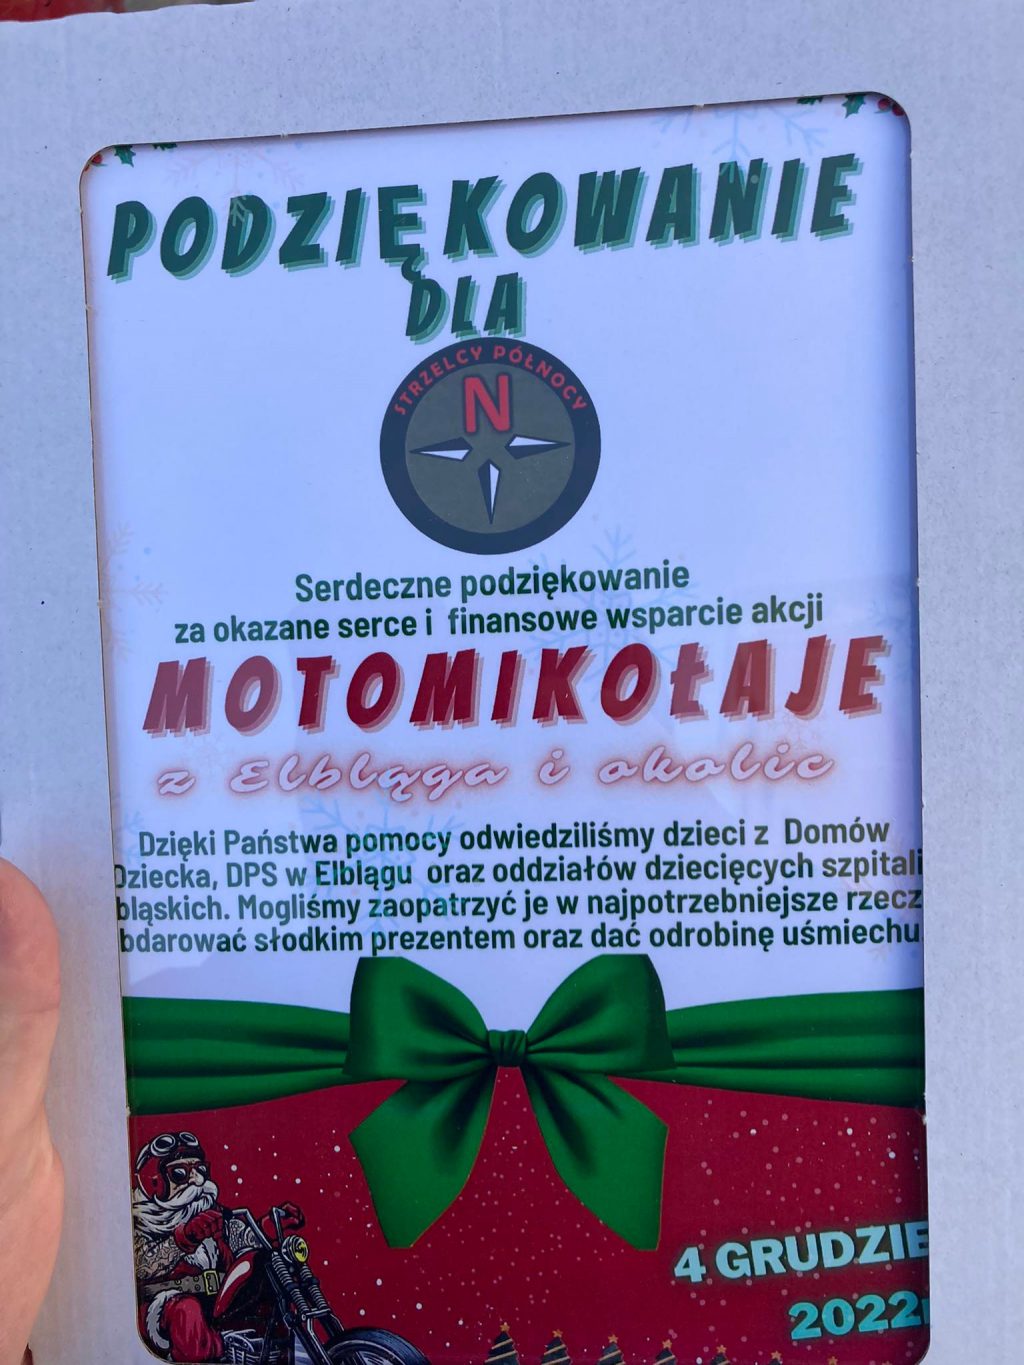 PODZIĘKOWANIE
DLA
STRZELCY PÓŁNOCY
N
Serdeczne podziękowanie
za okazane serce i finansowe wsparcie akcji
MOTOMIKOŁAJE
z Elbląga i okolic
Dzięki Państwa pomocy odwiedziliśmy dzieci z Domów
Dziecka, DPS w Elblągu oraz oddziałów dziecięcych szpitali
bląskich. Mogliśmy zaopatrzyć je w najpotrzebniejsze rzecz
bdarować słodkim prezentem oraz dać odrobinę uśmiechu
4 GRUDZIE
2022r